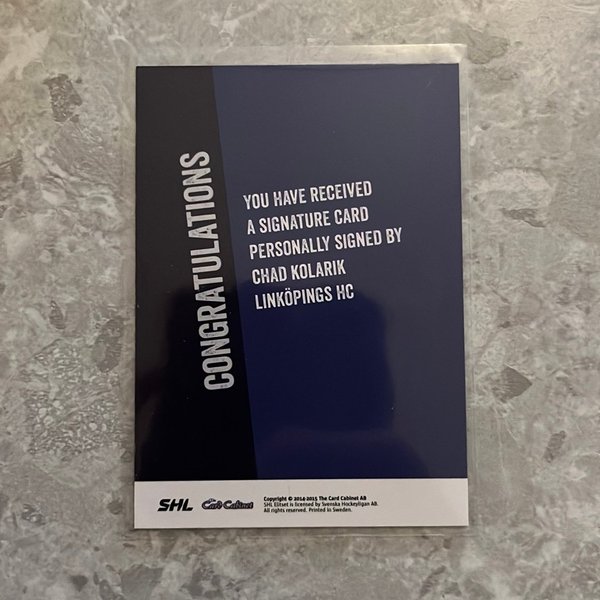 CONGRATULATIONS
YOU HAVE RECEIVED
A SIGNATURE CARD
PERSONALLY SIGNED BY
CHAD KOLARIK
LINKÖPINGS HC
SHL
Card Cabinet
Copyright © 2014-2015 The Card Cabinet AB
SHL Elitset is licensed by Svenska Hockeyligan AB.
All rights reserved. Printed in Sweden.